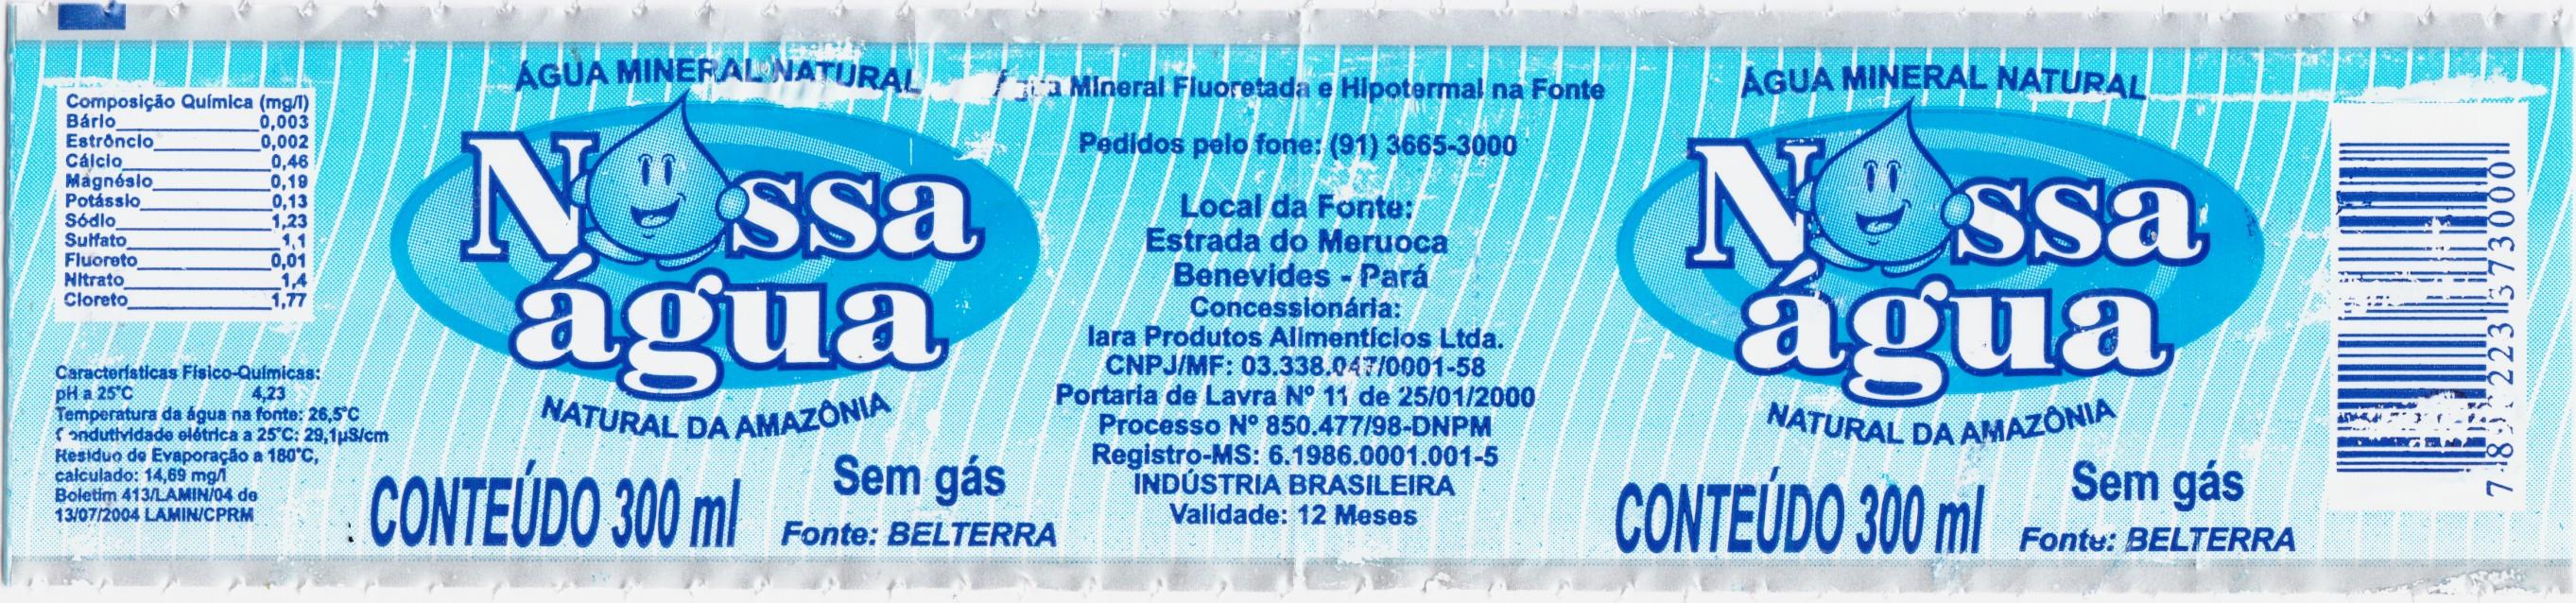 Composição Química (mg/l)
Bário 0,003
Estrôncio 0,002
Cálcio 0,46
Magnésio 0,19
Potássio 0,13
Sódio 1,23
Sulfato 1,1
Fluoreto 0,01
Nitrato 1,4
Cloreto 1,77
Características Físico-Químicas:
pH a 25°C 4,23
Temperatura da água na fonte: 26,5°C
Condutividade elétrica a 25°C: 29,1µS/cm
Resíduo de Evaporação a 180°C,
calculado: 14,69 mg/l
Boletim 413/LAMIN/04 de
13/07/2004 LAMIN/CPRM
ÁGUA MINERAL NATURAL
Nossa
água
NATURAL DA AMAZÔNIA
CONTEÚDO 300 ml
Sem gás
Fonte: BELTERRA
Água Mineral Fluoretada e Hipotermal na Fonte
Pedidos pelo fone: (91) 3665-3000
Local da Fonte:
Estrada do Meruoca
Benevides - Pará
Concessionária:
Iara Produtos Alimentícios Ltda.
CNPJ/MF: 03.338.047/0001-58
Portaria de Lavra Nº 11 de 25/01/2000
Processo Nº 850.477/98-DNPM
Registro-MS: 6.1986.0001.001-5
INDÚSTRIA BRASILEIRA
Validade: 12 Meses
ÁGUA MINERAL NATURAL
Nossa
água
NATURAL DA AMAZÔNIA
CONTEÚDO 300 ml
Sem gás
Fonte: BELTERRA